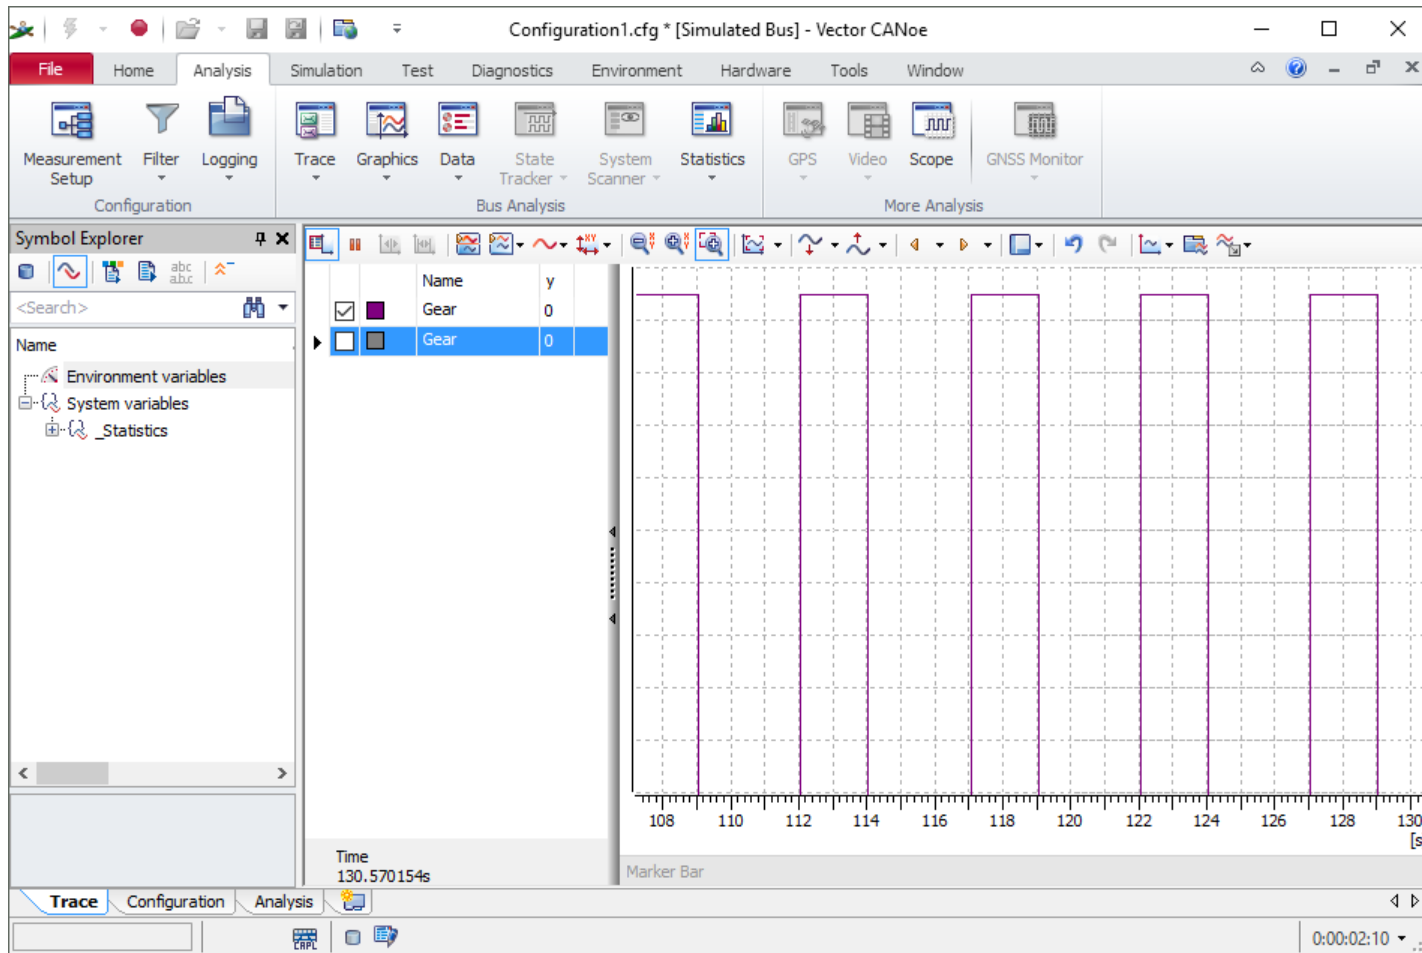 Configuration1.cfg * [Simulated Bus] - Vector CANoe
File Home Analysis Simulation Test Diagnostics Environment Hardware Tools Window
Measurement Setup Filter Logging Trace Graphics Data State Tracker System Scanner Statistics GPS Video Scope GNSS Monitor
Configuration Bus Analysis More Analysis
Symbol Explorer
abc
abc
<Search>
Name
Environment variables
System variables
_Statistics
Name y
Gear 0
Gear 0
108 110 112 114 116 118 120 122 124 126 128 130
[s
Time
130.570154s
Marker Bar
Trace Configuration Analysis
CAPL
0:00:02:10